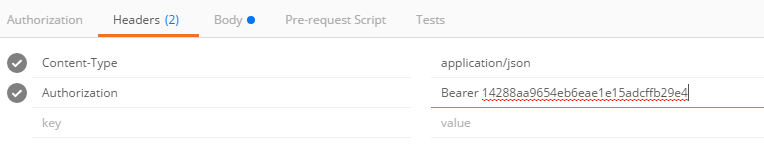 Authorization Headers (2) Body Pre-request Script Tests
Content-Type application/json
Authorization Bearer 14288aa9654eb6eae1e15adcffb29e4
key value